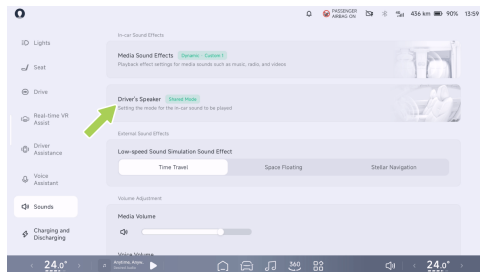 PASSENGER
AIRBAG ON
436 km
90%
13:59
In-car Sound Effects
Lights
Media Sound Effects
Dynamic · Custom 1
Playback effect settings for media sounds such as music, radio, and videos
Seat
Drive
Driver's Speaker
Shared Mode
Setting the mode for the in-car sound to be played
Real-time VR
Assist
External Sound Effects
Driver
Assistance
Low-speed Sound Simulation Sound Effect
Time Travel
Space Floating
Stellar Navigation
Voice
Assistant
Volume Adjustment
Sounds
Media Volume
Charging and
Discharging
Voice Volume
24.0°
360
24.0°